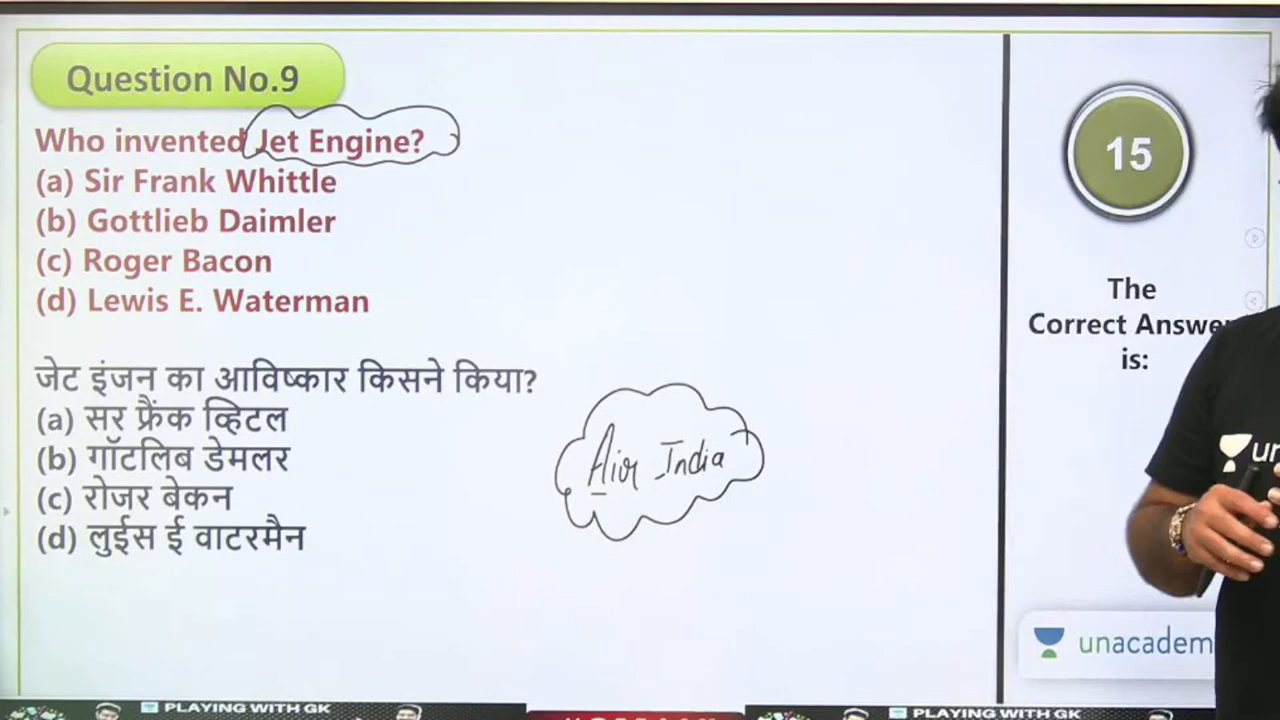 Question No.9
Who invented Jet Engine?
(a) Sir Frank Whittle
(b) Gottlieb Daimler
(c) Roger Bacon
(d) Lewis E. Waterman
जेट इंजन का आविष्कार किसने किया?
(a) सर फ्रैंक व्हिटल
(b) गॉटलिब डेमलर
(c) रोजर बेकन
(d) लुईस ई वाटरमैन
Air India
15
The
Correct Answe
is:
un
unacadem
PLAYING WITH GK
PLAYING WITH GK